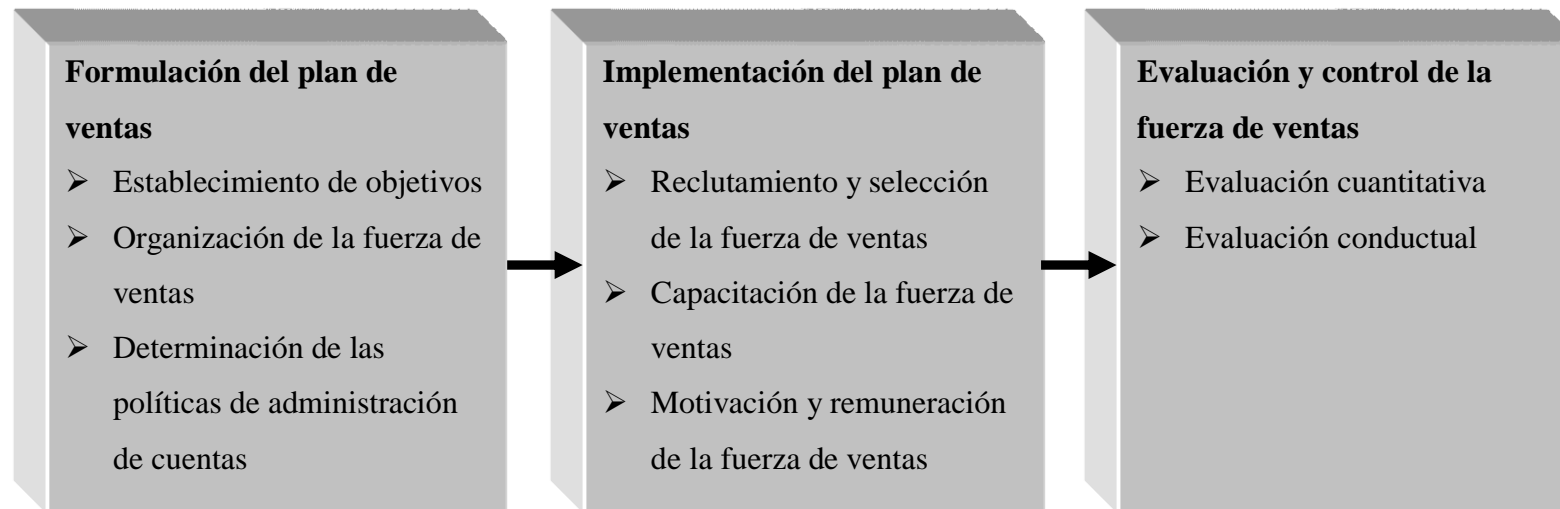 Formulación del plan de
ventas
➢ Establecimiento de objetivos
➢ Organización de la fuerza de
ventas
➢ Determinación de las
políticas de administración
de cuentas
Implementación del plan de
ventas
➢ Reclutamiento y selección
de la fuerza de ventas
➢ Capacitación de la fuerza de
ventas
➢ Motivación y remuneración
de la fuerza de ventas
Evaluación y control de la
fuerza de ventas
➢ Evaluación cuantitativa
➢ Evaluación conductual